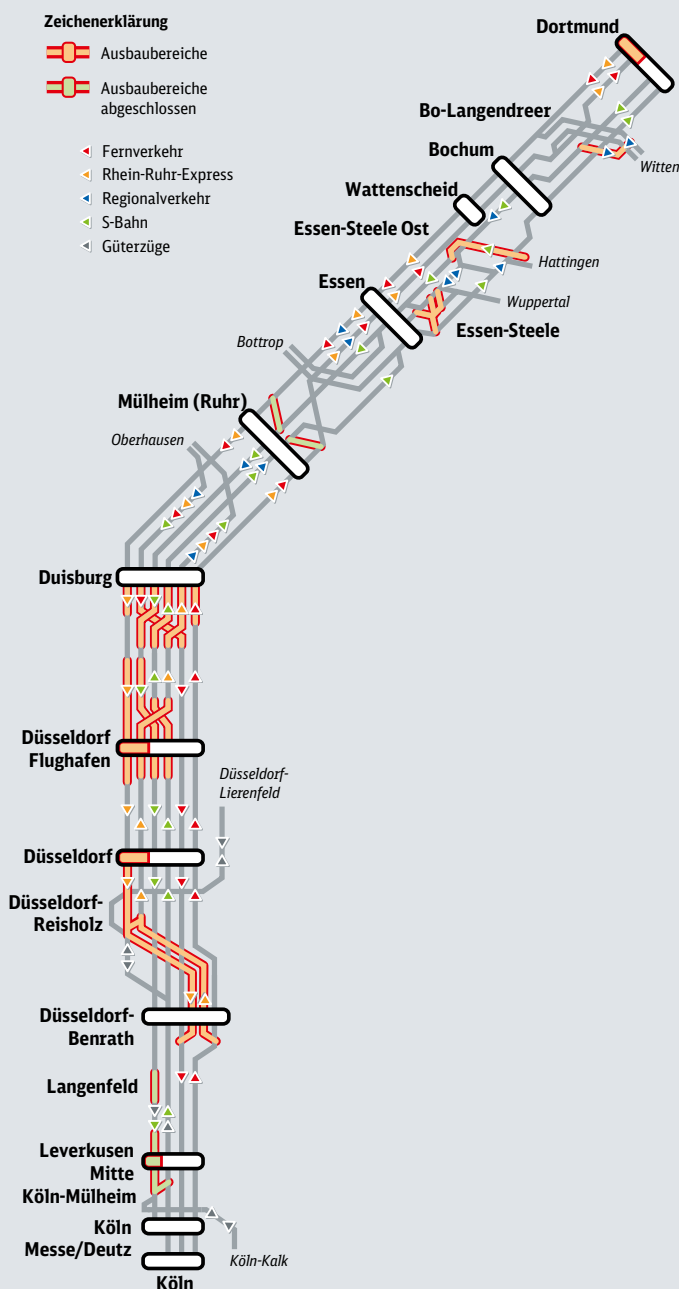 Zeichenerklärung
Ausbaubereiche
Ausbaubereiche
abgeschlossen
Fernverkehr
Rhein-Ruhr-Express
Regionalverkehr
S-Bahn
Güterzüge
Dortmund
Bo-Langendreer
Bochum
Witten
Wattenscheid
Essen-Steele Ost
Hattingen
Essen
Wuppertal
Essen-Steele
Bottrop
Mülheim (Ruhr)
Oberhausen
Duisburg
Düsseldorf
Flughafen
Düsseldorf-
Lierenfeld
Düsseldorf
Düsseldorf-
Reisholz
Düsseldorf-
Benrath
Langenfeld
Leverkusen
Mitte
Köln-Mülheim
Köln
Messe/Deutz
Köln-Kalk
Köln